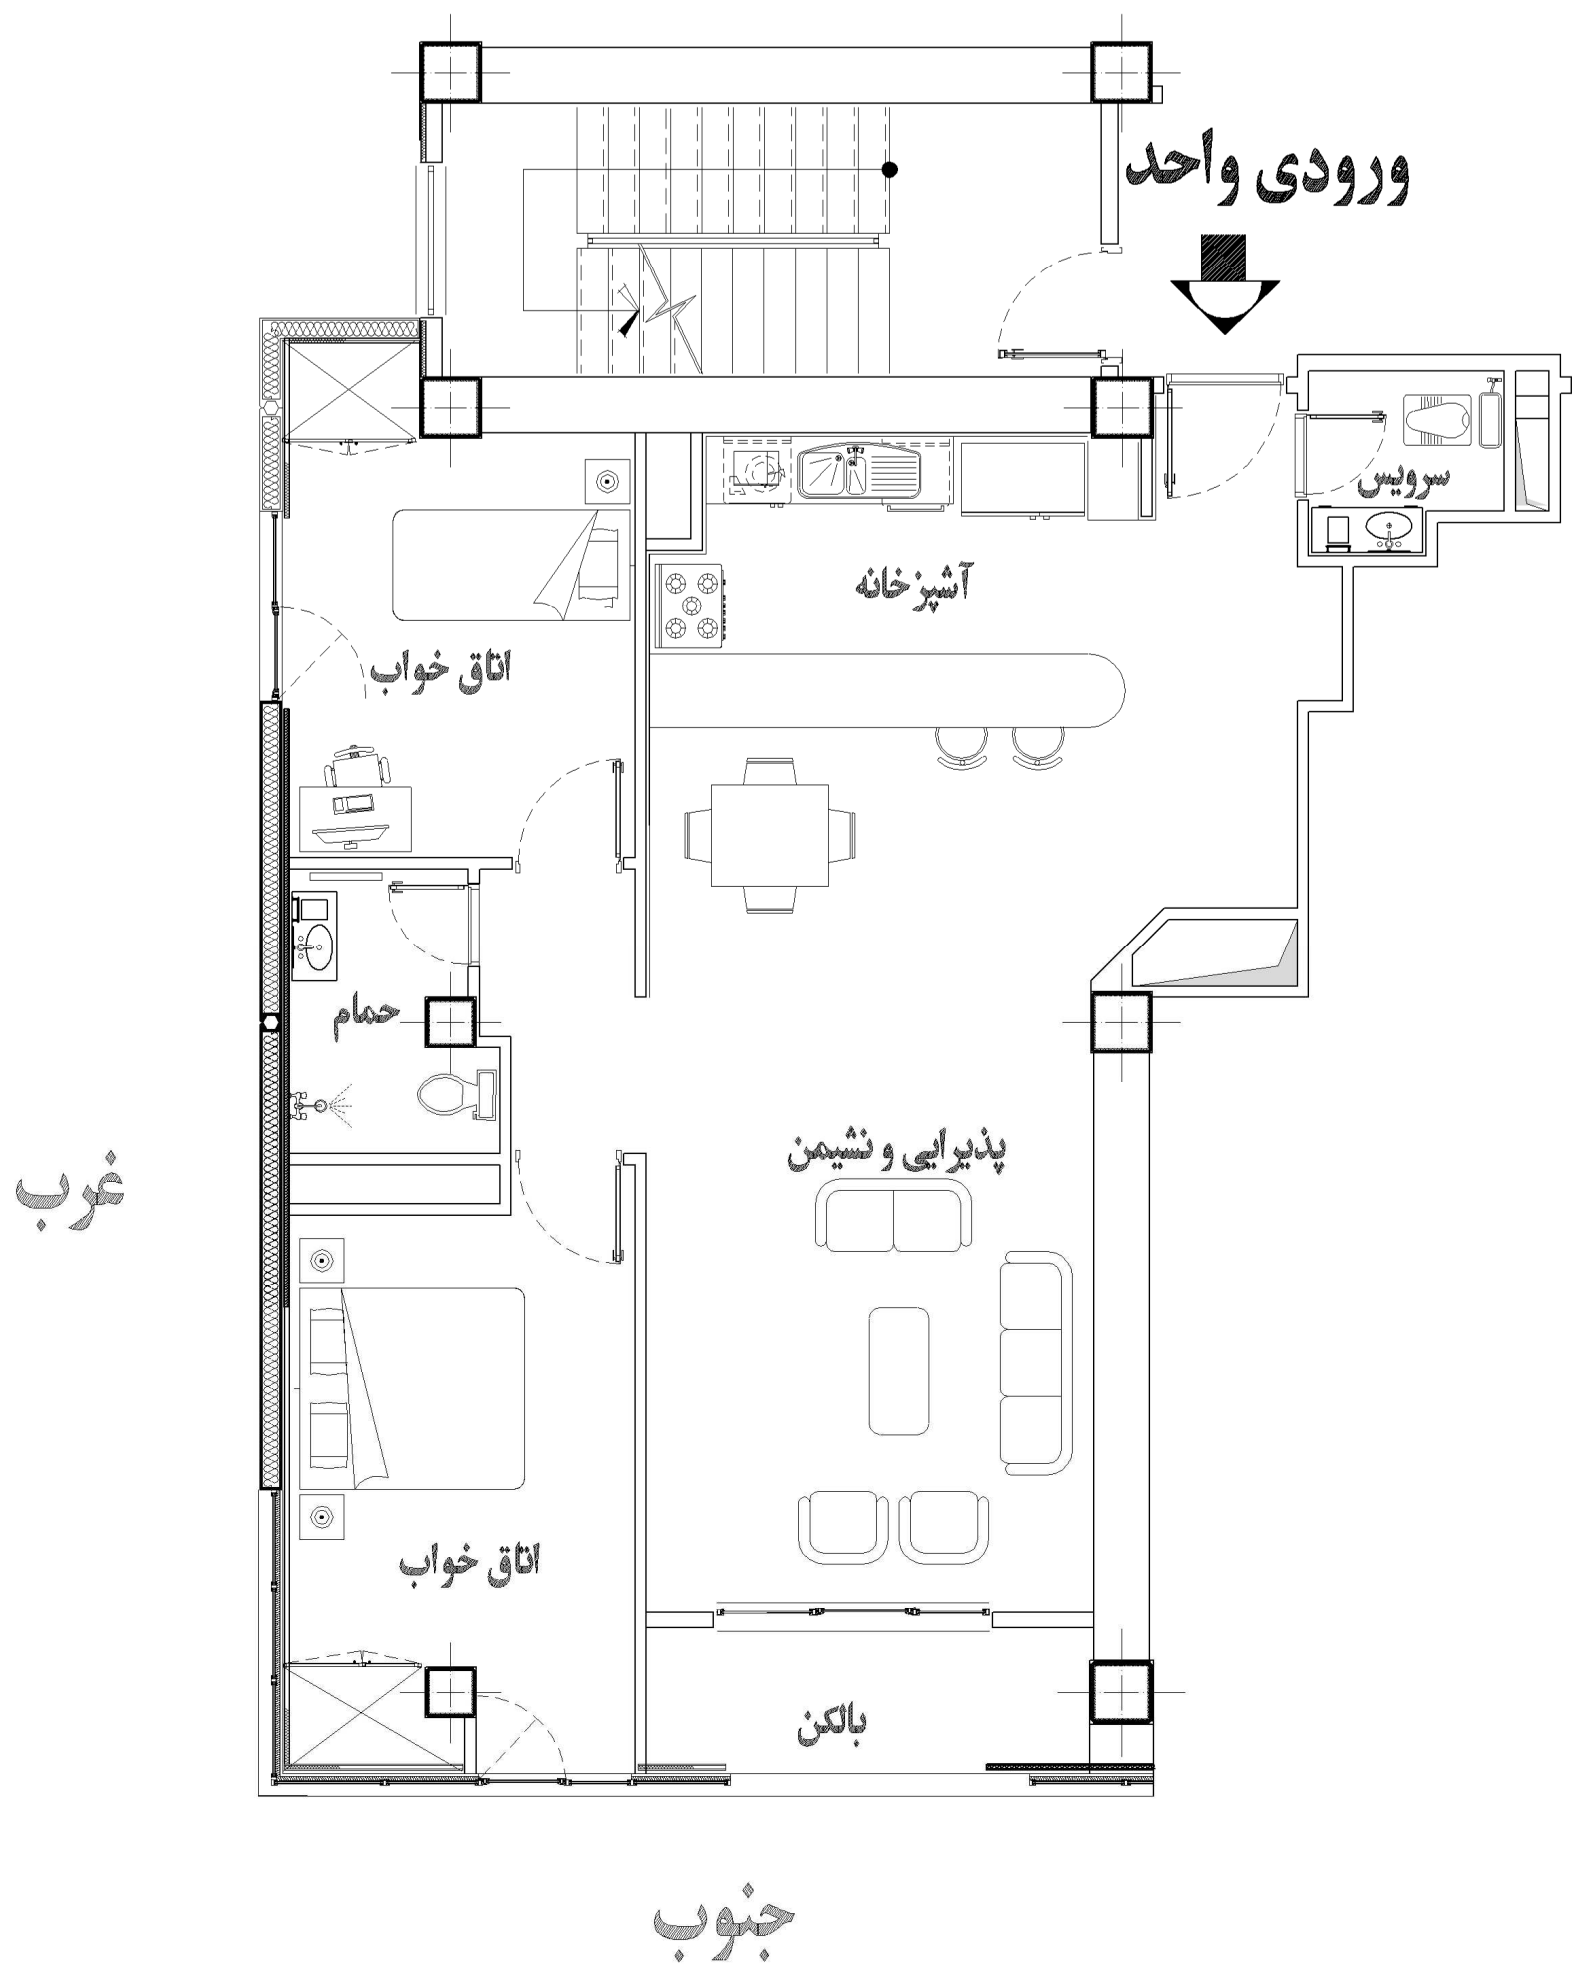 ورودی واحد
سرویس
آشپزخانه
اتاق خواب
حمام
پذیرایی و نشیمن
غرب
اتاق خواب
بالکن
جنوب